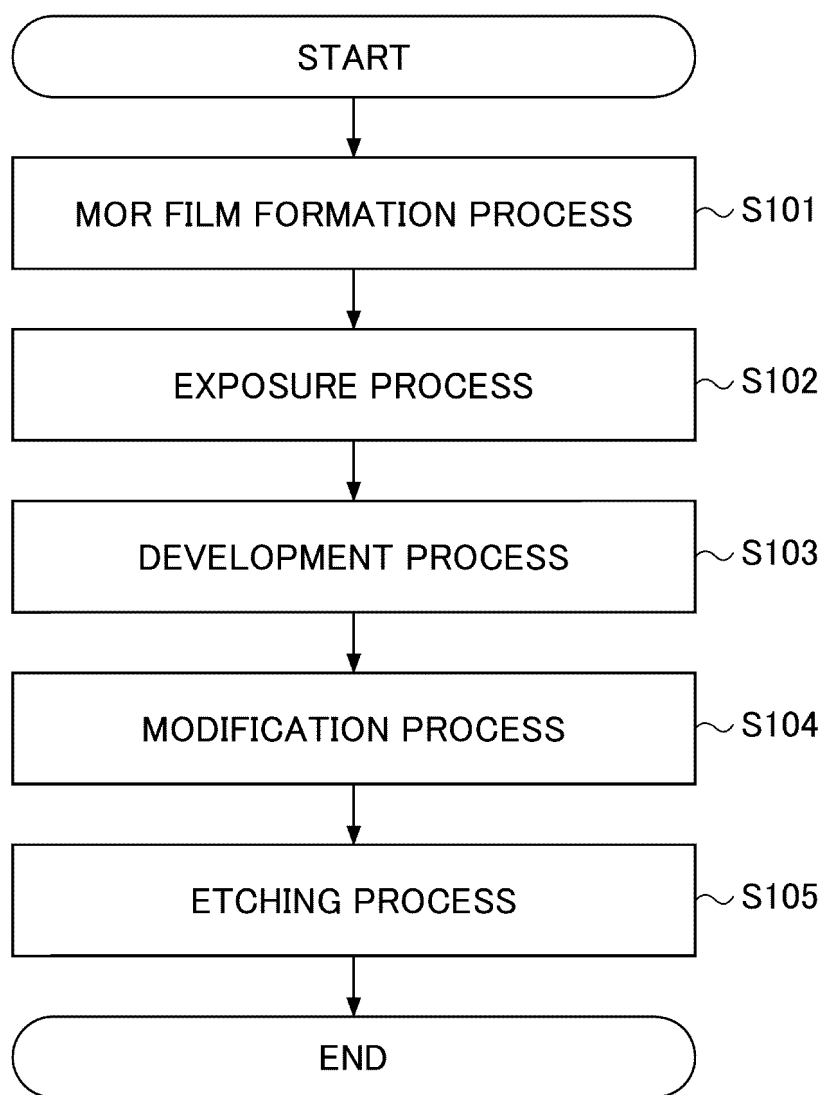 START
MOR FILM FORMATION PROCESS
S101
EXPOSURE PROCESS
S102
DEVELOPMENT PROCESS
S103
MODIFICATION PROCESS
S104
ETCHING PROCESS
S105
END